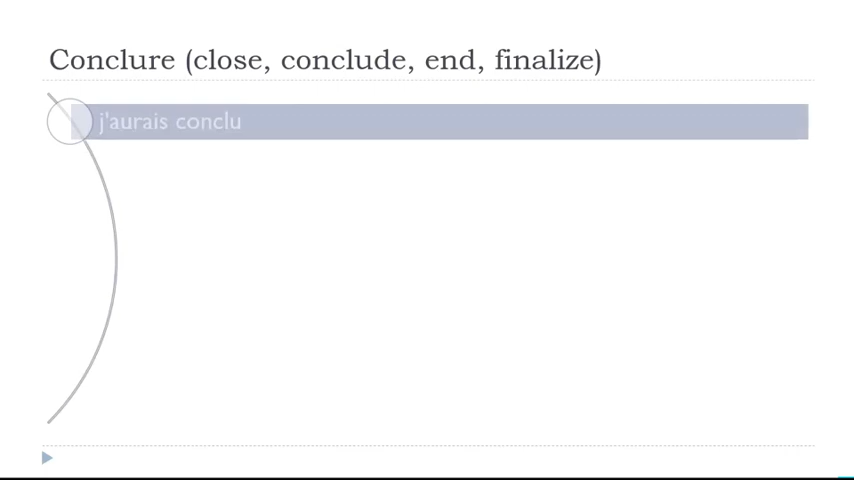 Conclure (close, conclude, end, finalize)
j'aurais conclu